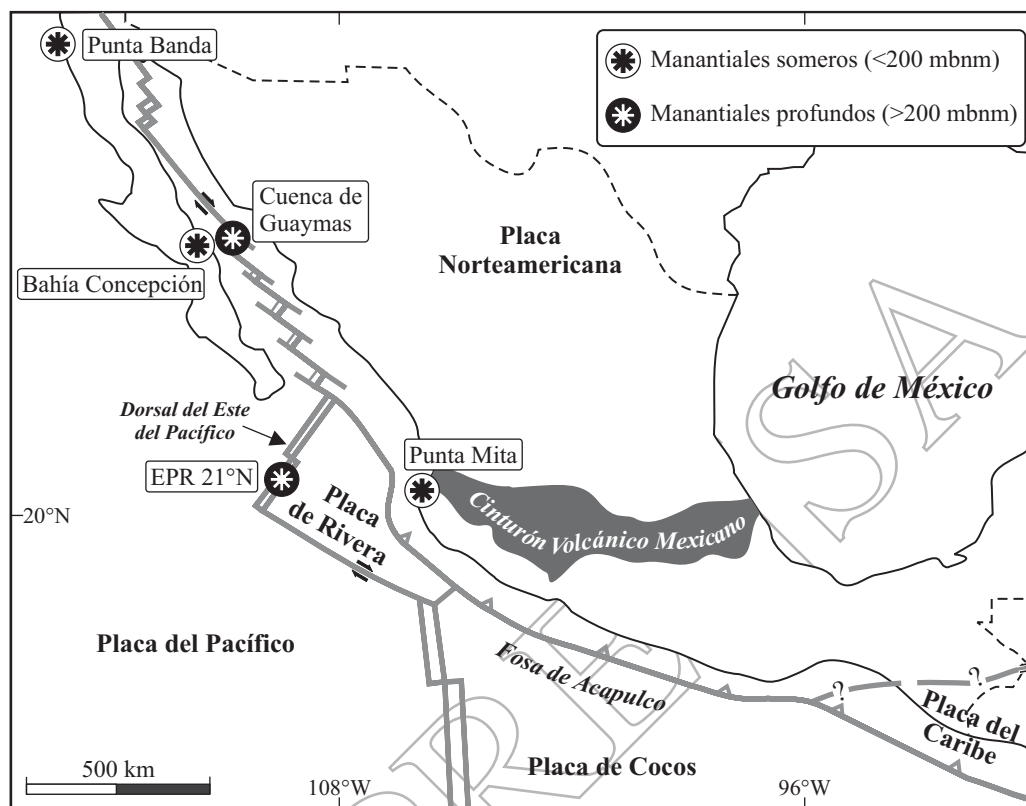 Punta Banda
Manantiales someros (<200 mbnm)
Manantiales profundos (>200 mbnm)
Cuenca de
Guaymas
Placa
Norteamericana
Bahía Concepción
Golfo de México
Dorsal del Este
del Pacífico
Punta Mita
EPR 21°N
20°N
Placa
de Rivera
Cinturón Volcánico Mexicano
Placa del Pacífico
Fosa de Acapulco
?
?
Placa del
Caribe
Placa de Cocos
500 km
108°W
96°W